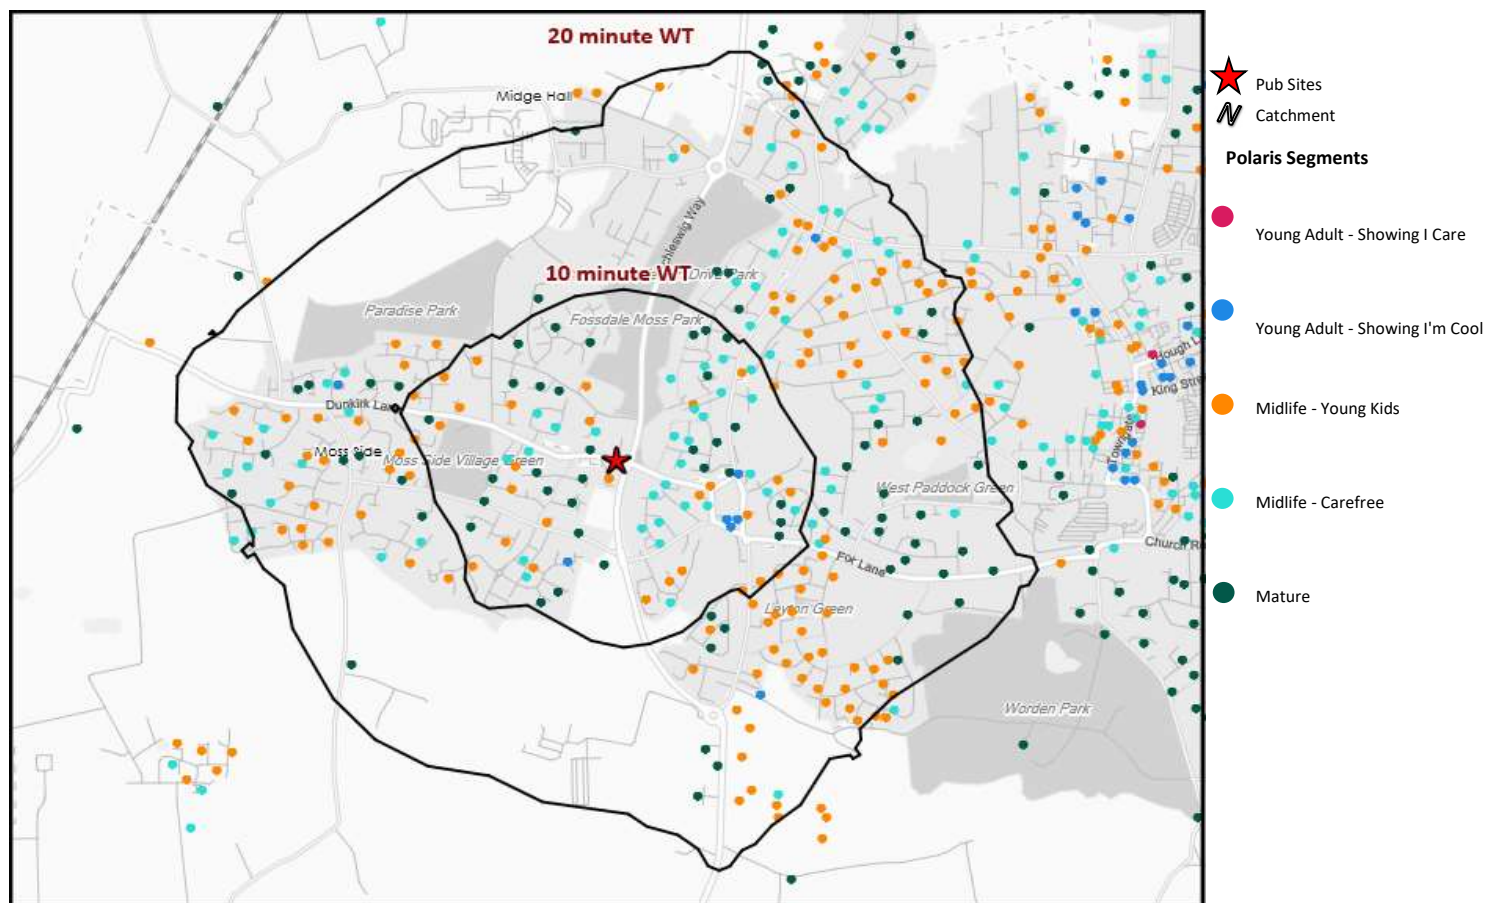 20 minute WT
Midge Hall
chleswig Way
10 minute WT
Drive Park
Paradise Park
Fossdale Moss Park
Hough L
King Stre
Dunkirk La
Towngate
Moss Side
Moss Side Village Green
West Paddock Green
Church R
Fox Lane
Leyton Green
Worden Park
Pub Sites
Catchment
Polaris Segments
Young Adult - Showing I Care
Young Adult - Showing I'm Cool
Midlife - Young Kids
Midlife - Carefree
Mature